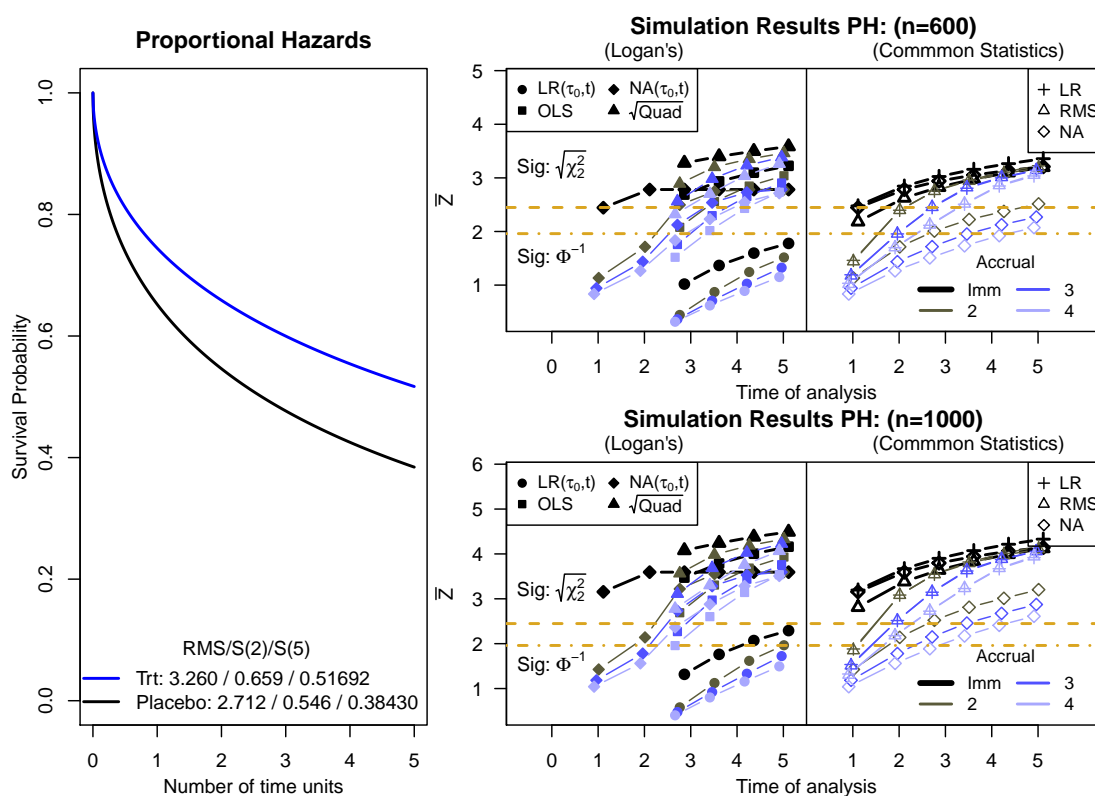 Proportional Hazards
Survival Probability
0.0 0.2 0.4 0.6 0.8 1.0
RMS/S(2)/S(5)
Trt: 3.260 / 0.659 / 0.51692
Placebo: 2.712 / 0.546 / 0.38430
0 1 2 3 4 5
Number of time units
Simulation Results PH: (n=600)
(Logan's)
(Commmon Statistics)
Z̅
1 2 3 4 5
LR(τ₀,t) NA(τ₀,t)
OLS √Quad
LR
RMS
NA
Sig: √χ²₂
Sig: Φ⁻¹
Accrual
Imm 3
2 4
0 1 2 3 4 5
1 2 3 4 5
Time of analysis
Time of analysis
Simulation Results PH: (n=1000)
(Logan's)
(Commmon Statistics)
Z̅
1 2 3 4 5 6
LR(τ₀,t) NA(τ₀,t)
OLS √Quad
LR
RMS
NA
Sig: √χ²₂
Sig: Φ⁻¹
Accrual
Imm 3
2 4
0 1 2 3 4 5
1 2 3 4 5
Time of analysis
Time of analysis